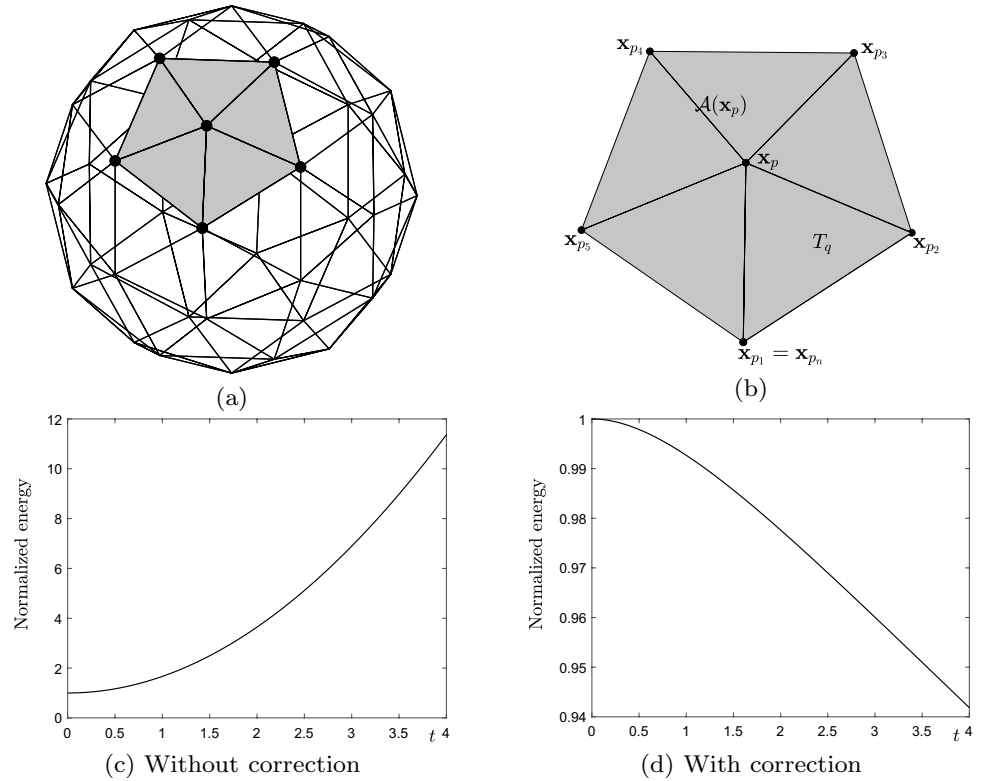 x_{p_4}
x_{p_3}
A(x_p)
x_p
x_{p_5}
T_q
x_{p_2}
x_{p_1} = x_{p_n}
(a)
(b)
Normalized energy
12
10
8
6
4
2
0
0 0.5 1 1.5 2 2.5 3 3.5 t 4
(c) Without correction
Normalized energy
1
0.99
0.98
0.97
0.96
0.95
0.94
0 0.5 1 1.5 2 2.5 3 3.5 t 4
(d) With correction